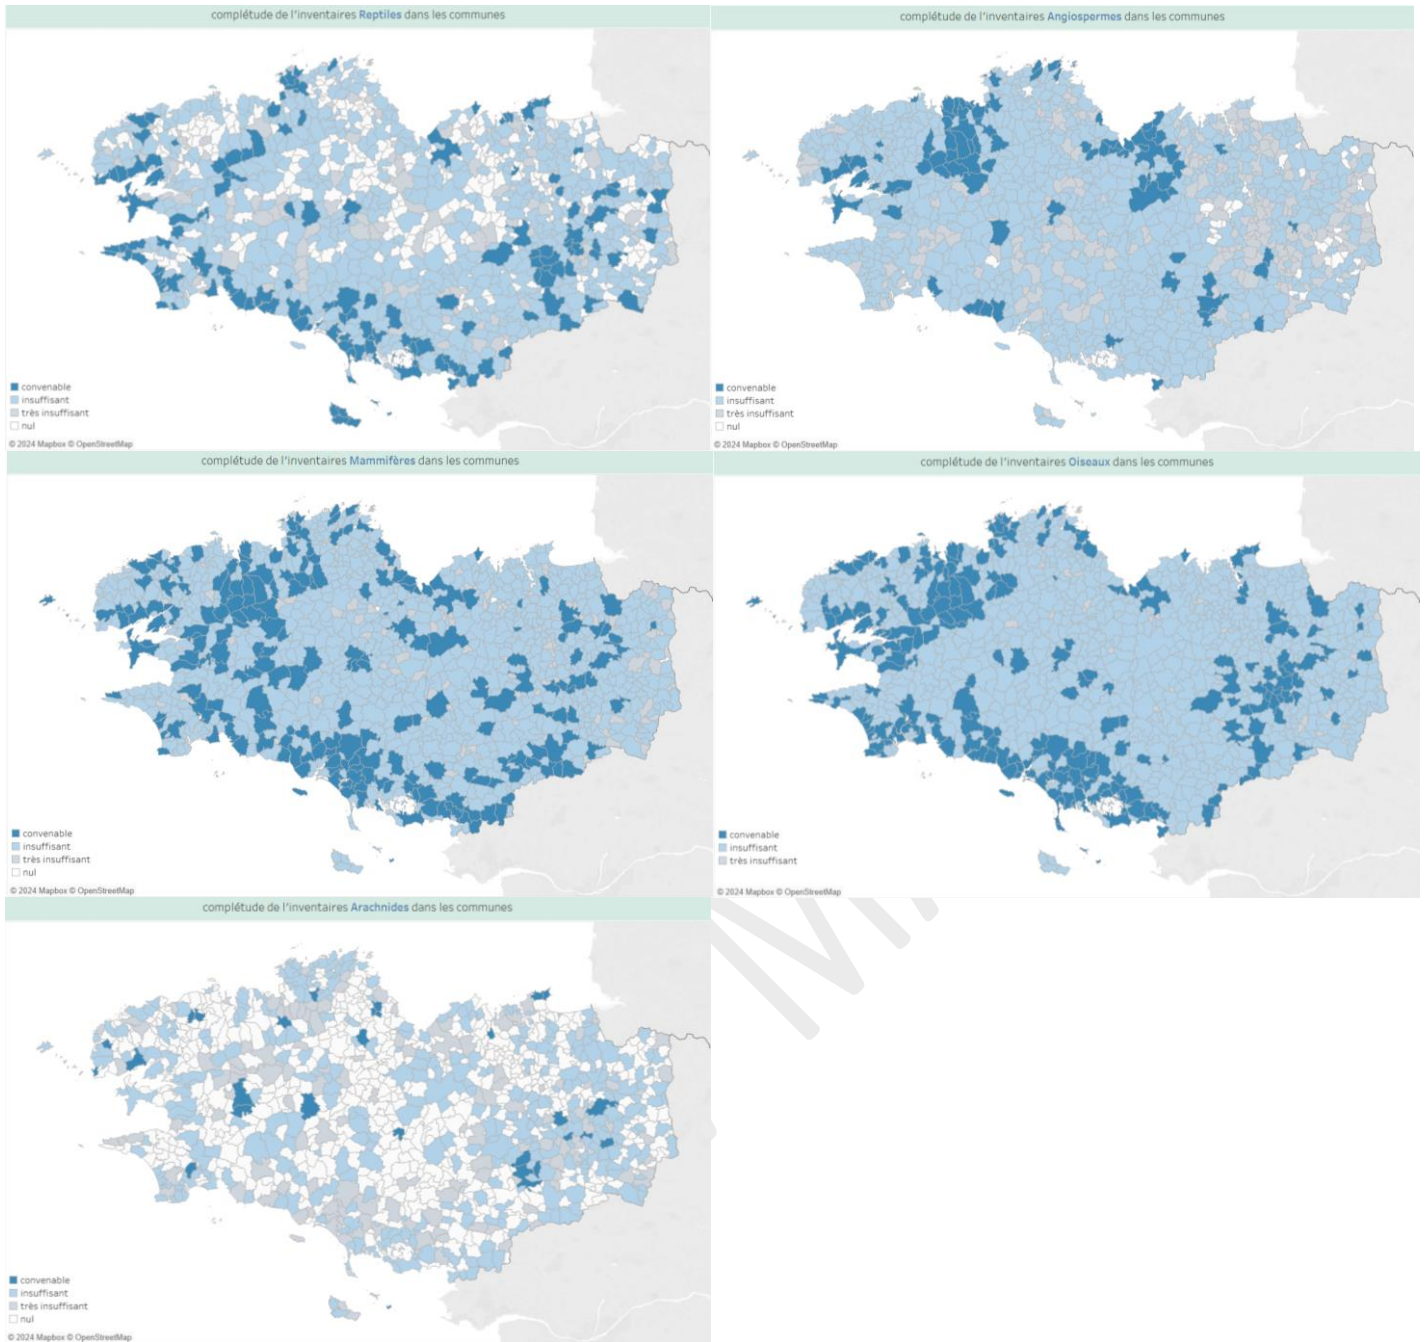 complétude de l'inventaires Reptiles dans les communes
convenable
insuffisant
très insuffisant
nul
© 2024 Mapbox © OpenStreetMap
complétude de l'inventaires Angiospermes dans les communes
convenable
insuffisant
très insuffisant
nul
© 2024 Mapbox © OpenStreetMap
complétude de l'inventaires Mammifères dans les communes
convenable
insuffisant
très insuffisant
nul
© 2024 Mapbox © OpenStreetMap
complétude de l'inventaires Oiseaux dans les communes
convenable
insuffisant
très insuffisant
© 2024 Mapbox © OpenStreetMap
complétude de l'inventaires Arachnides dans les communes
convenable
insuffisant
très insuffisant
nul
© 2024 Mapbox © OpenStreetMap